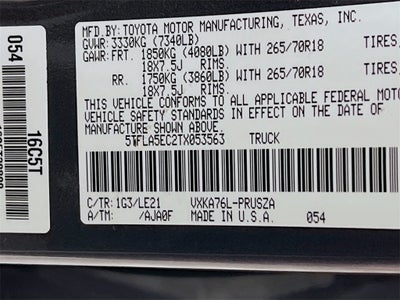 MFD.BY:TOYOTA MOTOR MANUFACTURING, TEXAS, INC.
GVWR: 3330KG (7340LB)
GAWR:FRT. 1850KG (4080LB) WITH 265/70R18 TIRES,
18X7.5J RIMS.
RR. 1750KG (3860LB) WITH 265/70R18 TIRES,
18X7.5J RIMS.
THIS VEHICLE CONFORMS TO ALL APPLICABLE FEDERAL MOTO
VEHICLE SAFETY STANDARDS IN EFFECT ON THE DATE OF
MANUFACTURE SHOWN ABOVE.
5TFLA5EC2TX053563 TRUCK
C/TR:1G3/LE21 VXKA76L-PRUSZA
A/TM: /AJA0F MADE IN U.S.A. 054
054
16C5T